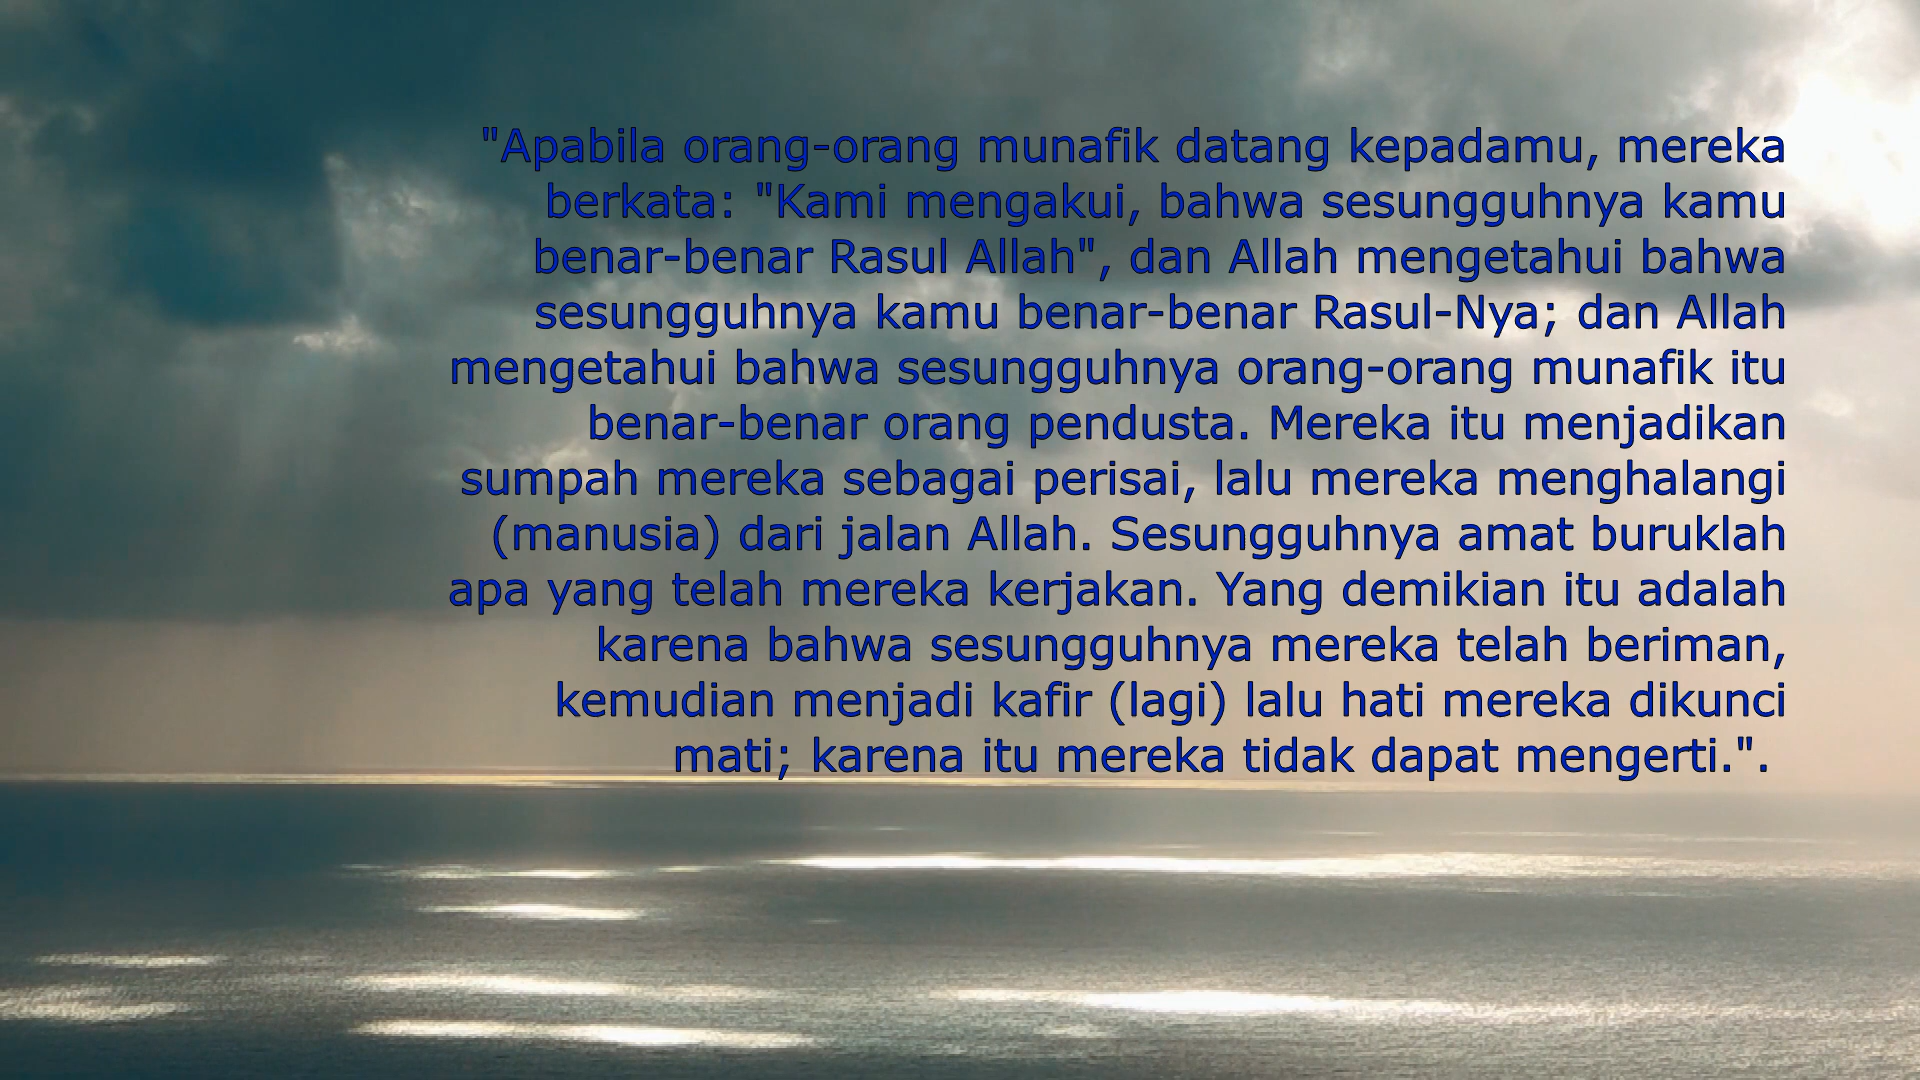 "Apabila orang-orang munafik datang kepadamu, mereka
berkata: "Kami mengakui, bahwa sesungguhnya kamu
benar-benar Rasul Allah", dan Allah mengetahui bahwa
sesungguhnya kamu benar-benar Rasul-Nya; dan Allah
mengetahui bahwa sesungguhnya orang-orang munafik itu
benar-benar orang pendusta. Mereka itu menjadikan
sumpah mereka sebagai perisai, lalu mereka menghalangi
(manusia) dari jalan Allah. Sesungguhnya amat buruklah
apa yang telah mereka kerjakan. Yang demikian itu adalah
karena bahwa sesungguhnya mereka telah beriman,
kemudian menjadi kafir (lagi) lalu hati mereka dikunci
mati; karena itu mereka tidak dapat mengerti.".